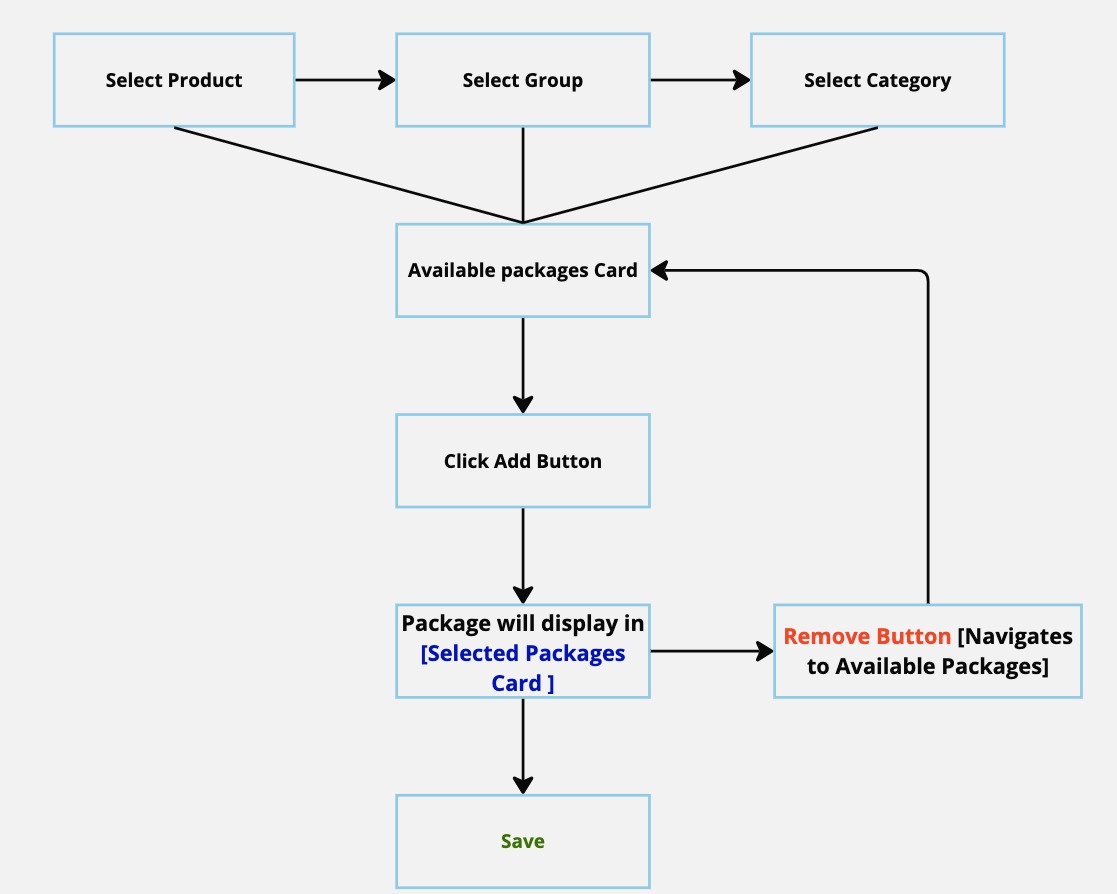 Select Product
Select Group
Select Category
Available packages Card
Click Add Button
Package will display in
[Selected Packages
Card ]
Remove Button [Navigates
to Available Packages]
Save